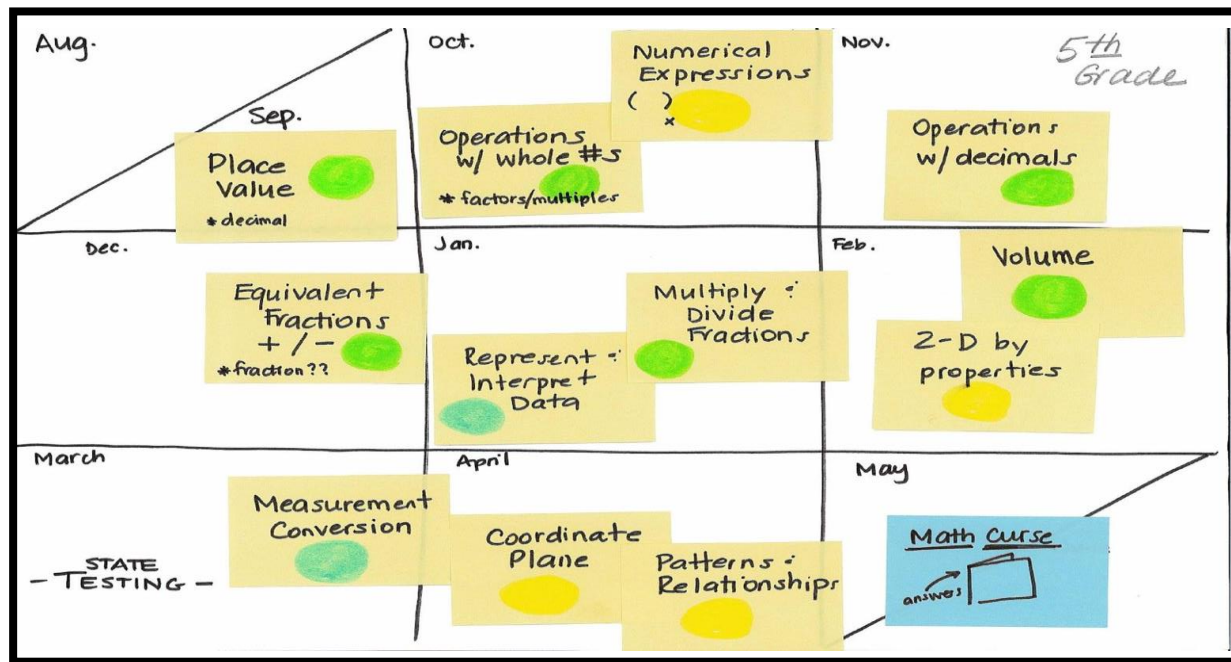 Aug.
Sep.
Place
Value
* decimal
Oct.
Numerical
Expressions
( )
x
Operations
w/ whole #s
* factors/multiples
Nov.
5th
Grade
Operations
w/decimals
Dec.
Equivalent
Fractions
+ / -
*fraction??
Jan.
Represent :
Interpret
Data
Multiply :
Divide
Fractions
Feb.
Volume
2-D by
properties
March
STATE
- TESTING -
Measurement
Conversion
April
Coordinate
Plane
Patterns :
Relationships
May
Math Curse
answers